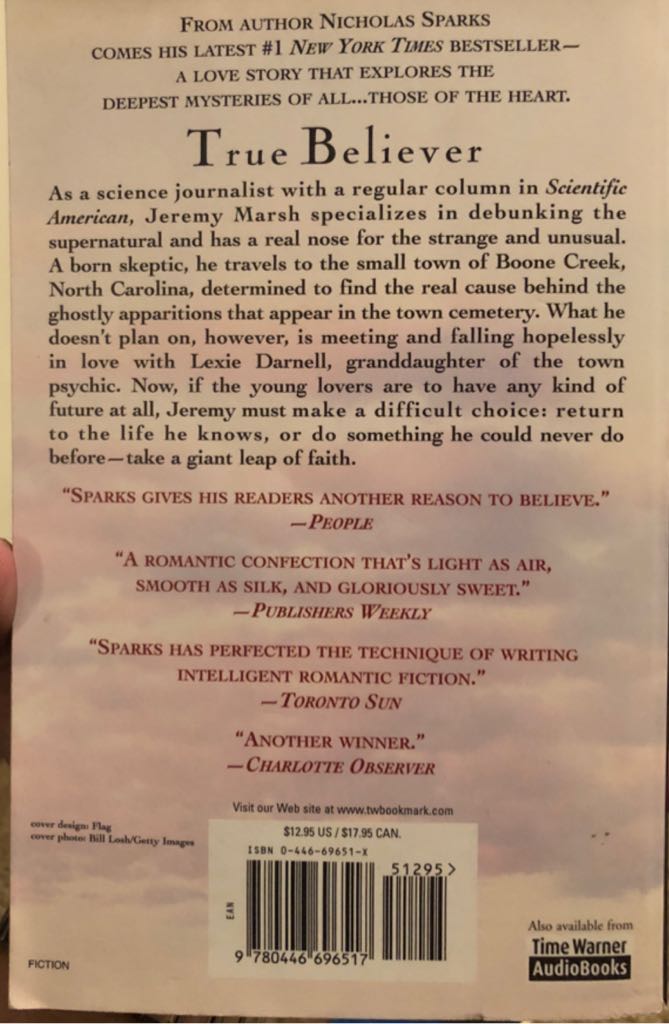 FROM AUTHOR NICHOLAS SPARKS
COMES HIS LATEST #1 NEW YORK TIMES BESTSELLER—
A LOVE STORY THAT EXPLORES THE
DEEPEST MYSTERIES OF ALL...THOSE OF THE HEART.
True Believer
As a science journalist with a regular column in Scientific
American, Jeremy Marsh specializes in debunking the
supernatural and has a real nose for the strange and unusual.
A born skeptic, he travels to the small town of Boone Creek,
North Carolina, determined to find the real cause behind the
ghostly apparitions that appear in the town cemetery. What he
doesn't plan on, however, is meeting and falling hopelessly
in love with Lexie Darnell, granddaughter of the town
psychic. Now, if the young lovers are to have any kind of
future at all, Jeremy must make a difficult choice: return
to the life he knows, or do something he could never do
before—take a giant leap of faith.
"SPARKS GIVES HIS READERS ANOTHER REASON TO BELIEVE."
—PEOPLE
"A ROMANTIC CONFECTION THAT'S LIGHT AS AIR,
SMOOTH AS SILK, AND GLORIOUSLY SWEET."
—PUBLISHERS WEEKLY
"SPARKS HAS PERFECTED THE TECHNIQUE OF WRITING
INTELLIGENT ROMANTIC FICTION."
—TORONTO SUN
"ANOTHER WINNER."
—CHARLOTTE OBSERVER
Visit our Web site at www.twbookmark.com
cover design: Flag
cover photo: Bill Losh/Getty Images
$12.95 US / $17.95 CAN.
ISBN 0-446-69651-X
51295>
EAN
9 780446 696517
FICTION
Also available from
Time Warner
AudioBooks